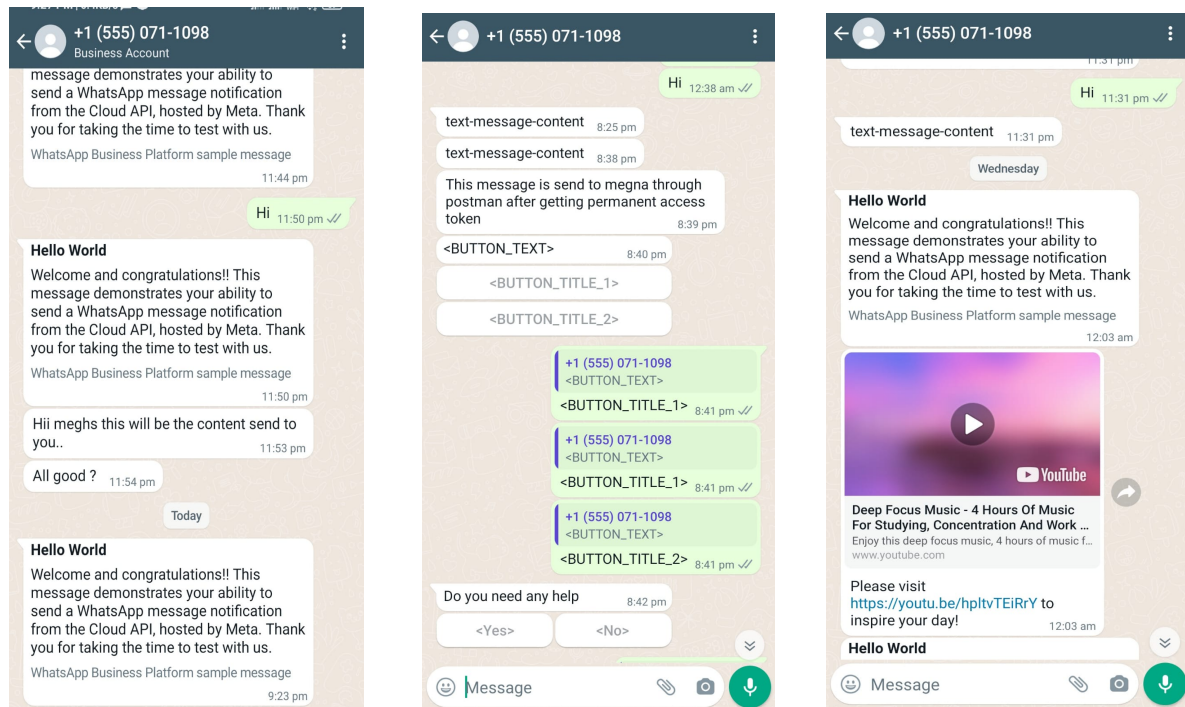 +1 (555) 071-1098
Business Account
message demonstrates your ability to
send a WhatsApp message notification
from the Cloud API, hosted by Meta. Thank
you for taking the time to test with us.
WhatsApp Business Platform sample message
11:44 pm
Hi 11:50 pm
Hello World
Welcome and congratulations!! This
message demonstrates your ability to
send a WhatsApp message notification
from the Cloud API, hosted by Meta. Thank
you for taking the time to test with us.
WhatsApp Business Platform sample message
11:50 pm
Hii meghs this will be the content send to
you..
11:53 pm
All good ? 11:54 pm
Today
Hello World
Welcome and congratulations!! This
message demonstrates your ability to
send a WhatsApp message notification
from the Cloud API, hosted by Meta. Thank
you for taking the time to test with us.
WhatsApp Business Platform sample message
9:23 pm
+1 (555) 071-1098
Hi 12:38 am
text-message-content 8:25 pm
text-message-content 8:38 pm
This message is send to megna through
postman after getting permanent access
token 8:39 pm
<BUTTON_TEXT> 8:40 pm
<BUTTON_TITLE_1>
<BUTTON_TITLE_2>
+1 (555) 071-1098
<BUTTON_TEXT>
<BUTTON_TITLE_1> 8:41 pm
+1 (555) 071-1098
<BUTTON_TEXT>
<BUTTON_TITLE_1> 8:41 pm
+1 (555) 071-1098
<BUTTON_TEXT>
<BUTTON_TITLE_2> 8:41 pm
Do you need any help 8:42 pm
<Yes> <No>
Message
+1 (555) 071-1098
11:31 pm
Hi 11:31 pm
text-message-content 11:31 pm
Wednesday
Hello World
Welcome and congratulations!! This
message demonstrates your ability to
send a WhatsApp message notification
from the Cloud API, hosted by Meta. Thank
you for taking the time to test with us.
WhatsApp Business Platform sample message
12:03 am
YouTube
Deep Focus Music - 4 Hours Of Music
For Studying, Concentration And Work ...
Enjoy this deep focus music, 4 hours of music f...
www.youtube.com
Please visit
https://youtu.be/hpltvTEiRrY to
inspire your day! 12:03 am
Hello World
Message